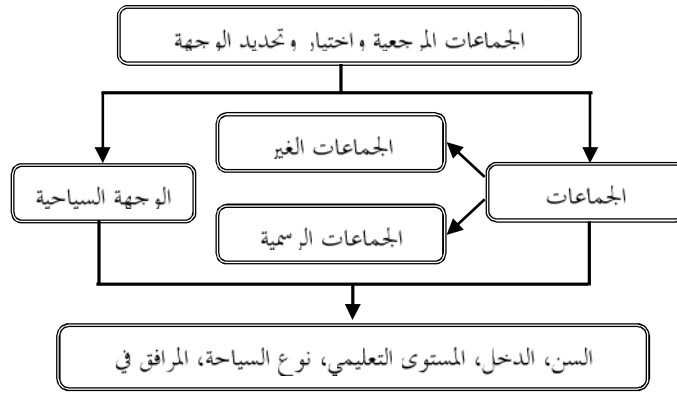 الجماعات المرجعية واختيار وتحديد الوجهة
الجماعات الغير
الجماعات
الوجهة السياحية
الجماعات الرسمية
السن، الدخل، المستوى التعليمي، نوع السياحة، المرافق في